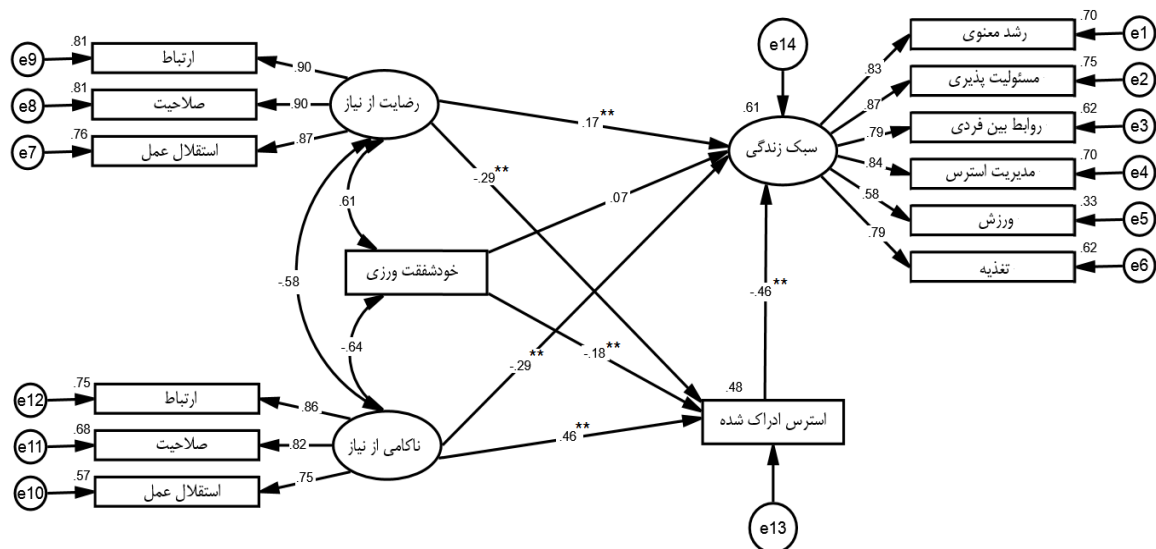 .81
e9
ارتباط
.90
.81
e8
صلاحیت
.90
رضایت از نیاز
.76
e7
استقلال عمل
.87
e14
.61
سبک زندگی
.70
رشد معنوی
e1
.83
.75
مسئولیت پذیری
e2
.87
.62
روابط بین فردی
e3
.79
.70
مدیریت استرس
e4
.84
.33
ورزش
e5
.58
.62
تغذیه
e6
.79
.17**
-.29**
.07
.61
خودشفقت ورزی
-.58
-.64
-.18**
-.29**
-.46**
.48
استرس ادراک شده
.46**
e13
.75
e12
ارتباط
.86
.68
e11
صلاحیت
.82
ناکامی از نیاز
.57
e10
استقلال عمل
.75